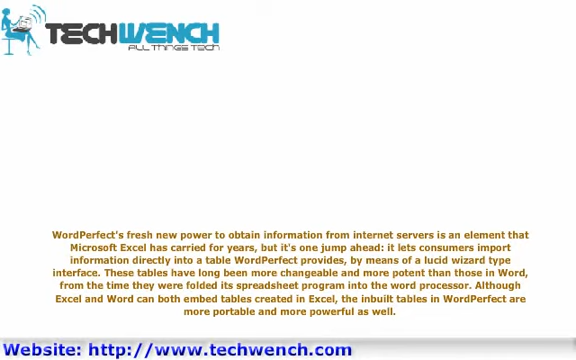 TECHWENCH
ALL THINGS TECH
WordPerfect's fresh new power to obtain information from internet servers is an element that
Microsoft Excel has carried for years, but it's one jump ahead: it lets consumers import
information directly into a table WordPerfect provides, by means of a lucid wizard type
interface. These tables have long been more changeable and more potent than those in Word,
from the time they were folded its spreadsheet program into the word processor. Although
Excel and Word can both embed tables created in Excel, the inbuilt tables in WordPerfect are
more portable and more powerful as well.
Website: http://www.techwench.com